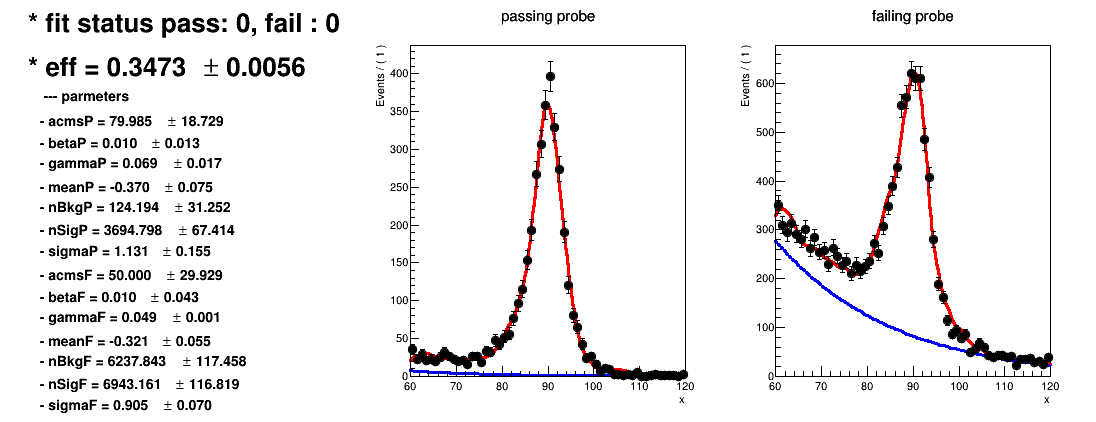 * fit status pass: 0, fail : 0
* eff = 0.3473 ± 0.0056
--- parmeters
- acmsP = 79.985 ± 18.729
- betaP = 0.010 ± 0.013
- gammaP = 0.069 ± 0.017
- meanP = -0.370 ± 0.075
- nBkgP = 124.194 ± 31.252
- nSigP = 3694.798 ± 67.414
- sigmaP = 1.131 ± 0.155
- acmsF = 50.000 ± 29.929
- betaF = 0.010 ± 0.043
- gammaF = 0.049 ± 0.001
- meanF = -0.321 ± 0.055
- nBkgF = 6237.843 ± 117.458
- nSigF = 6943.161 ± 116.819
- sigmaF = 0.905 ± 0.070
passing probe
Events / ( 1 )
400
350
300
250
200
150
100
50
0
60 70 80 90 100 110 120
x
failing probe
Events / ( 1 )
600
500
400
300
200
100
0
60 70 80 90 100 110 120
x